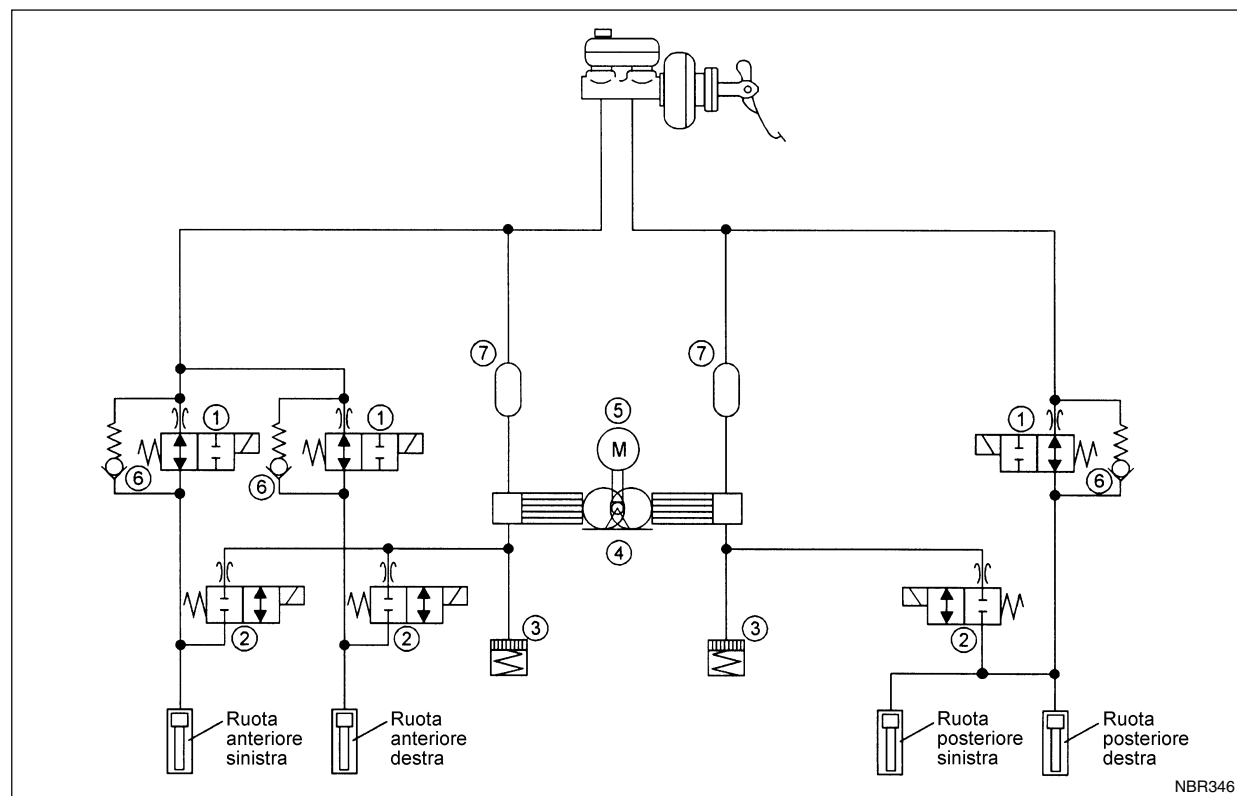 7
7
5
M
1
1
1
6
6
6
4
2
2
2
3
3
Ruota
anteriore
sinistra
Ruota
anteriore
destra
Ruota
posteriore
sinistra
Ruota
posteriore
destra
NBR346